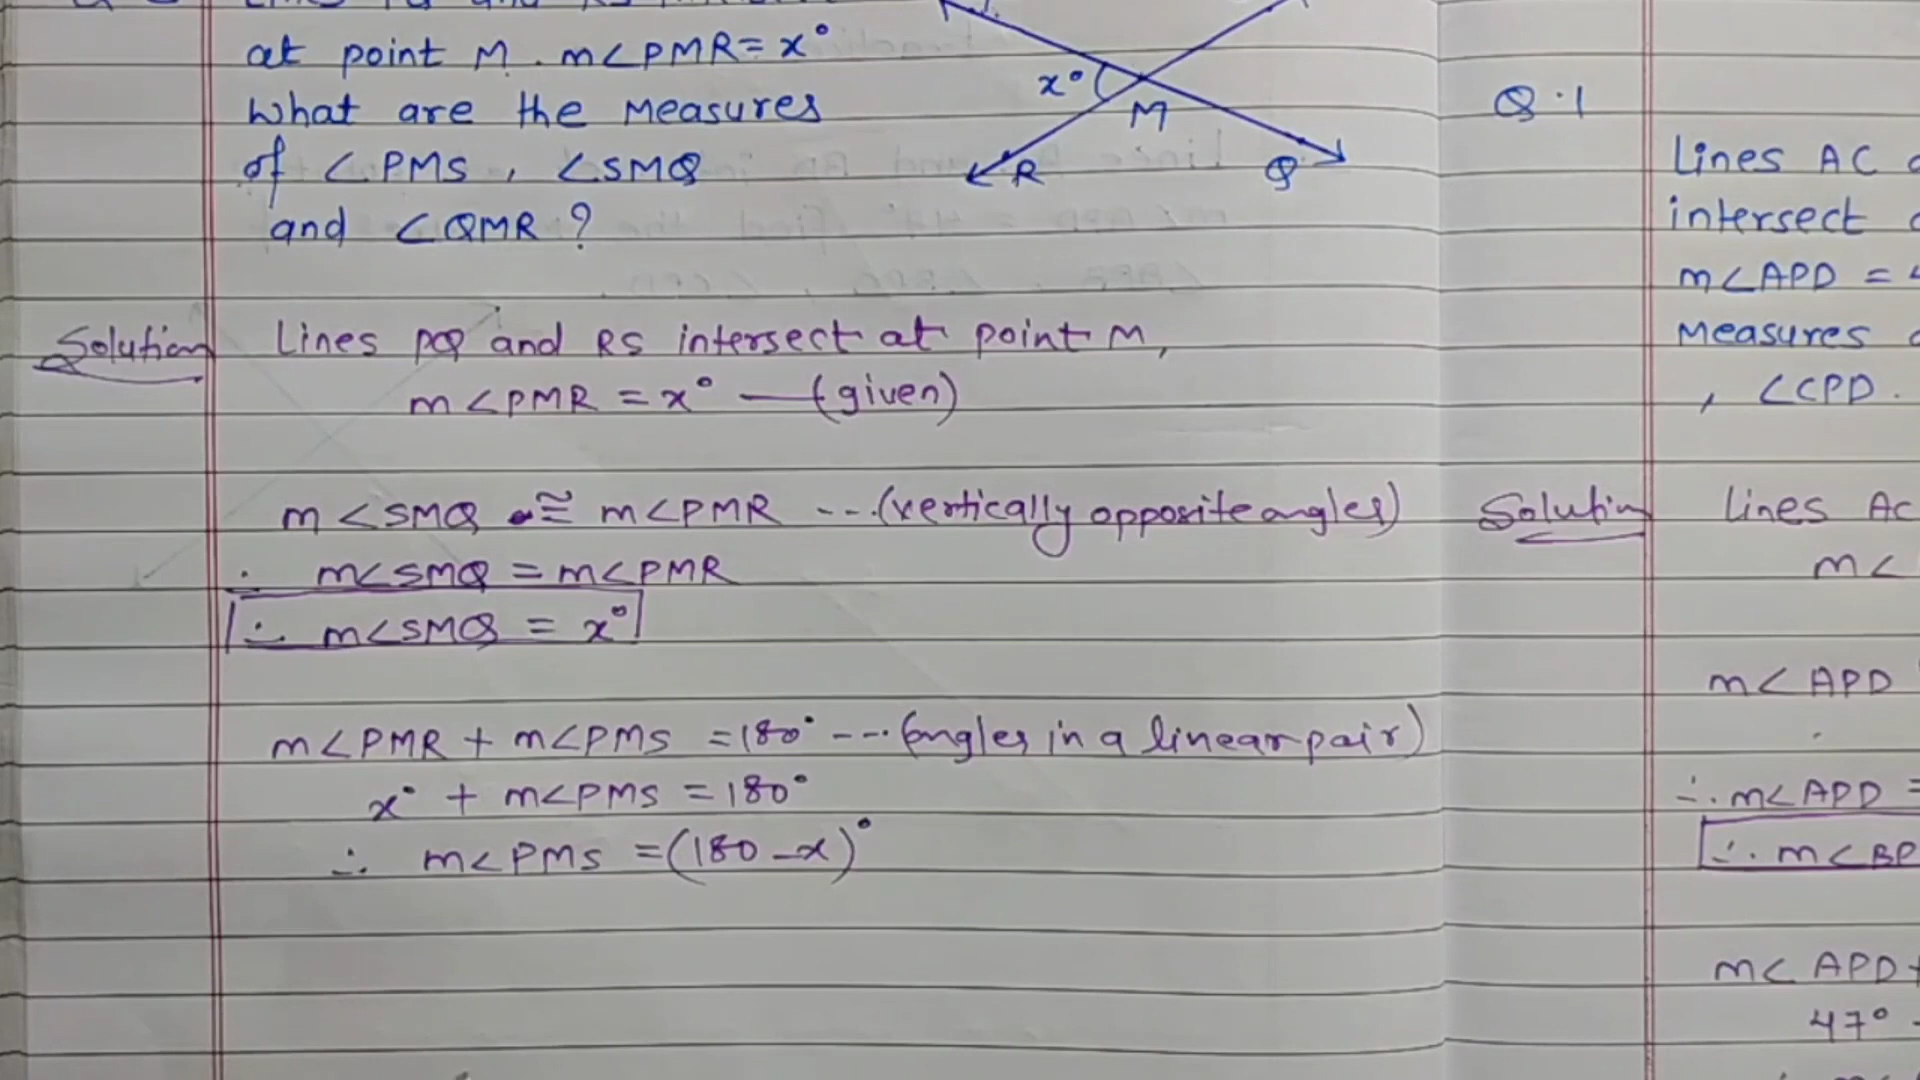 at point M. m∠PMR = x°
What are the Measures
of ∠PMS, ∠SMQ
and ∠QMR ?
x°
M
R
Q
Solution
Lines PQ and RS intersect at point M,
m∠PMR = x° — (given)
m∠SMQ ≅ m∠PMR --- (vertically opposite angles)
∴ m∠SMQ = m∠PMR
∴ m∠SMQ = x°
m∠PMR + m∠PMS = 180° --- (angles in a linear pair)
x° + m∠PMS = 180°
∴ m∠PMS = (180 - x)°
Q.1
Lines AC
intersect
m∠APD =
Measures
, ∠CPD.
Solution
Lines AC
m∠
m∠APD
∴ m∠APD =
∴ m∠BP
m∠APD +
47°